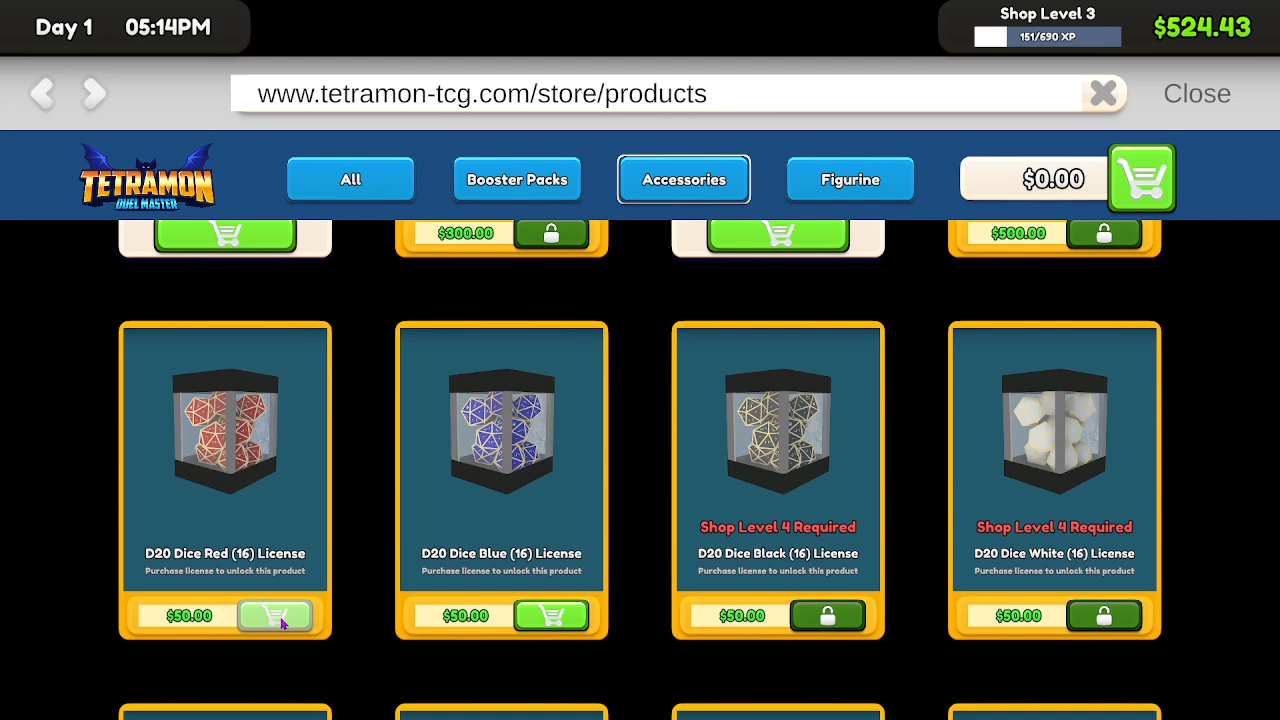 Day 1 05:14PM
Shop Level 3
151/690 XP
$524.43
www.tetramon-tcg.com/store/products
Close
TETRAMON
DUEL MASTER
All
Booster Packs
Accessories
Figurine
$0.00
$300.00
$500.00
Shop Level 4 Required
Shop Level 4 Required
D20 Dice Red (16) License
D20 Dice Blue (16) License
D20 Dice Black (16) License
D20 Dice White (16) License
Purchase license to unlock this product
Purchase license to unlock this product
Purchase license to unlock this product
Purchase license to unlock this product
$50.00
$50.00
$50.00
$50.00